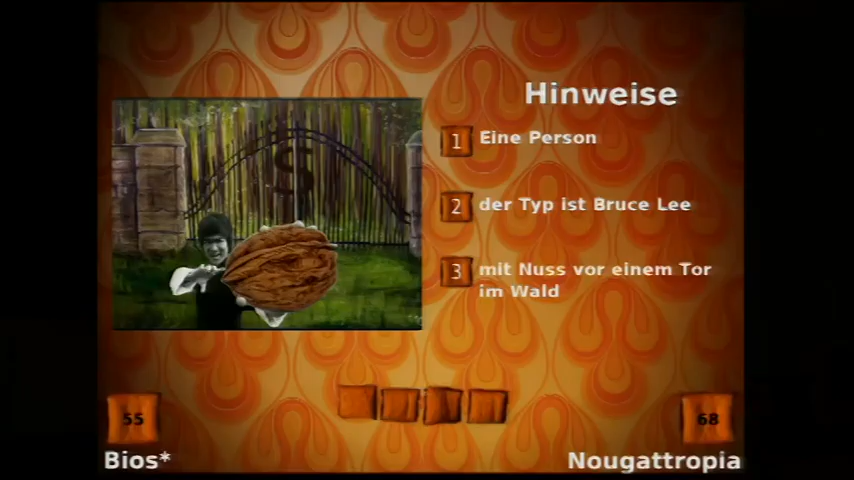 Hinweise
1 Eine Person
2 der Typ ist Bruce Lee
3 mit Nuss vor einem Tor
im Wald
$
55
68
Bios*
Nougattropia